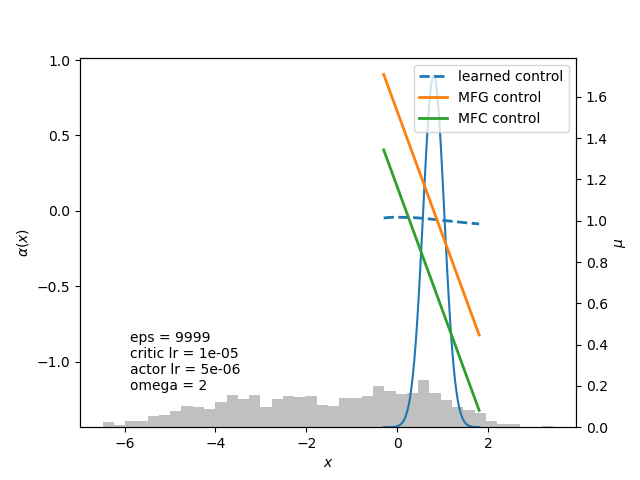 learned control
MFG control
MFC control
eps = 9999
critic lr = 1e-05
actor lr = 5e-06
omega = 2
1.0
0.5
0.0
−0.5
−1.0
α(x)
−6
−4
−2
0
2
x
1.6
1.4
1.2
1.0
0.8
0.6
0.4
0.2
0.0
μ